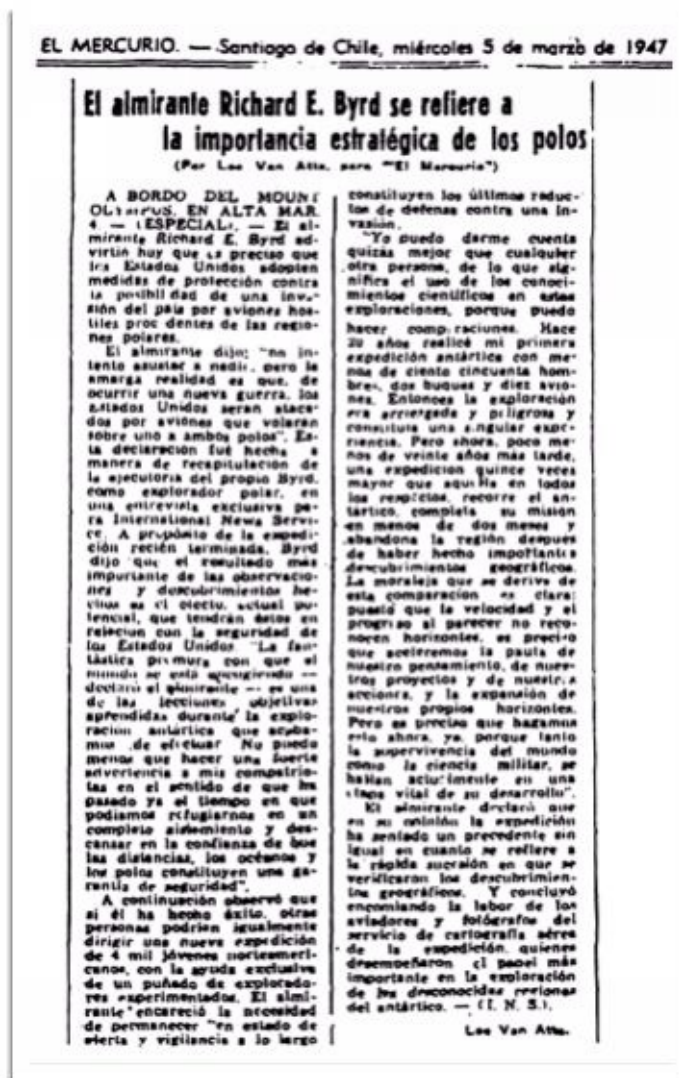 EL MERCURIO. — Santiago de Chile, miércoles 5 de marzo de 1947
El almirante Richard E. Byrd se refiere a
la importancia estratégica de los polos
(Por Lee Van Atta, para "El Mercurio")
A BORDO DEL MOUNT
OLYMPUS, EN ALTA MAR,
4. — (ESPECIAL). — El al-
mirante Richard E. Byrd ad-
virtió hoy que es preciso que
los Estados Unidos adopten
medidas de protección contra
la posibilidad de una inva-
sión del país por aviones hos-
tiles procedentes de las regio-
nes polares.
El almirante dijo: "no in-
tento asustar a nadie, pero la
amarga realidad es que, de
ocurrir una nueva guerra, los
Estados Unidos serán ataca-
dos por aviones que volarán
sobre uno a ambos polos". Es-
ta declaración fué hecha a
manera de recapitulación de
la ejecutoria del propio Byrd,
como explorador polar, en
una entrevista exclusiva pa-
ra International News Servi-
ce. A propósito de la expedi-
ción recién terminada, Byrd
dijo que el resultado más
importante de las observacio-
nes y descubrimientos he-
chos es el efecto, actual po-
tencial, que tendrán éstos en
relación con la seguridad de
los Estados Unidos. "La fan-
tástica premura con que el
mundo se está
declaró el almirante — es una
de las lecciones objetivas
aprendidas durante la explo-
ración antártica que acaba-
mos de efectuar. No puedo
menos que hacer una fuerte
advertencia a mis compatrio-
tas en el sentido de que ha
pasado ya el tiempo en que
podíamos refugiarnos en un
completo aislamiento y des-
cansar en la confianza de que
las distancias, los océanos y
los polos constituyen una ga-
rantía de seguridad".
A continuación observó que
si él ha hecho éxito, otras
personas podrían igualmente
dirigir una nueva expedición
de 4 mil jóvenes norteameri-
canos, con la ayuda exclusiva
de un puñado de explorado-
res experimentados. El almi-
rante encareció la necesidad
de permanecer "en estado de
alerta y vigilancia a lo largo
constituyen los últimos reduc-
tos de defensa contra una in-
vasión.
"Yo puedo darme cuenta
quizás mejor que cualquier
otra persona, de lo que sig-
nifica el uso de los conoci-
mientos científicos en estas
exploraciones, porque puedo
hacer comparaciones. Hace
20 años realicé mi primera
expedición antártica con me-
nos de ciento cincuenta hom-
bres, dos buques y diez avio-
nes. Entonces la exploración
era arriesgada y peligrosa y
constituía una singular expe-
riencia. Pero ahora, poco me-
nos de veinte años más tarde,
una expedición quince veces
mayor que aquella en todos
los respectos, recorre el an-
tártico, completa su misión
en menos de dos meses y
abandona la región después
de haber hecho importantes
descubrimientos geográficos.
La moraleja que se deriva de
esta comparación es clara:
puesto que la velocidad y el
progreso al parecer no reco-
nocen horizontes, es preciso
que aceleremos la pauta de
nuestro pensamiento, de nues-
tros proyectos y de nuestras
acciones, y la expansión de
nuestros propios horizontes.
Pero es preciso que hagamos
esto ahora, ya, porque tanto
la supervivencia del mundo
como la ciencia militar, se
hallan actualmente en una
etapa vital de su desarrollo".
El almirante declaró que
en su opinión la expedición
ha sentado un precedente sin
igual en cuanto se refiere a
la rápida sucesión en que se
verificaron los descubrimien-
tos geográficos. Y concluyó
encomiando la labor de los
aviadores y fotógrafos del
servicio de cartografía aérea
de la expedición, quienes
desempeñaron el papel más
importante en la exploración
de las desconocidas regiones
del antártico. — (I. N. S.).
Lee Van Atta.